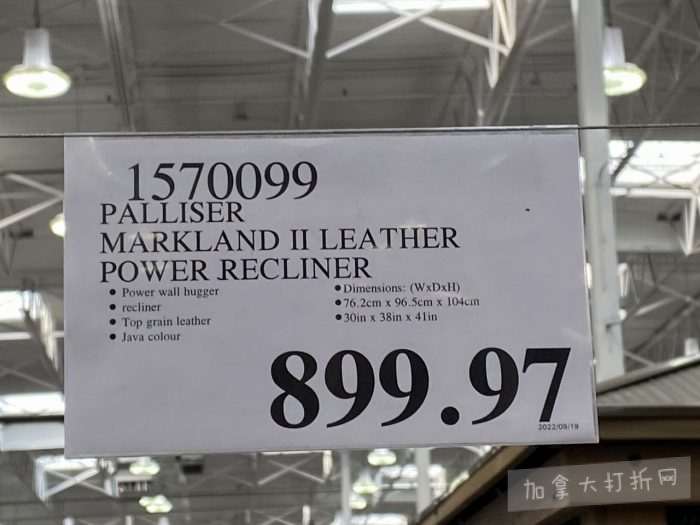 1570099
PALLISER
MARKLAND II LEATHER
POWER RECLINER
• Power wall hugger
• recliner
• Top grain leather
• Java colour
• Dimensions: (WxDxH)
• 76.2cm x 96.5cm x 104cm
• 30in x 38in x 41in
899.97
2022/09/19
加拿大打折网